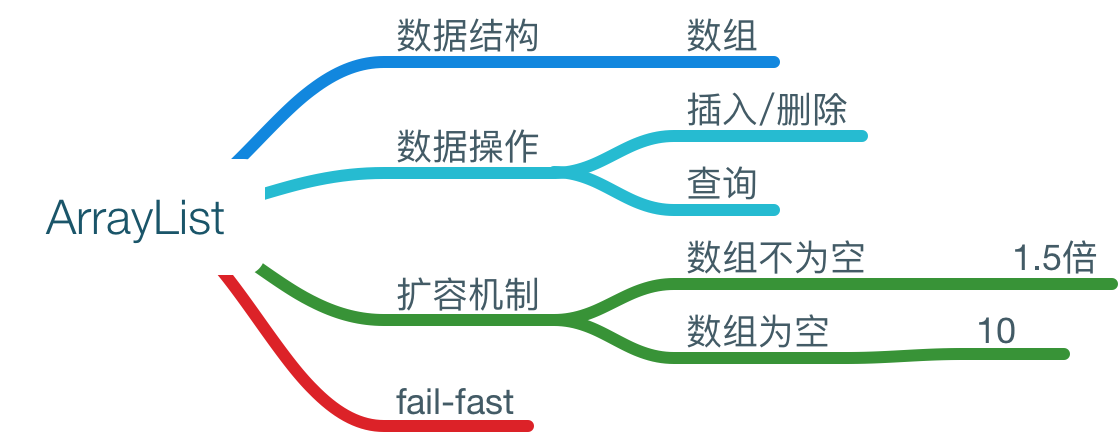 ArrayList
数据结构
数组
数据操作
插入/删除
查询
扩容机制
数组不为空
1.5倍
数组为空
10
fail-fast